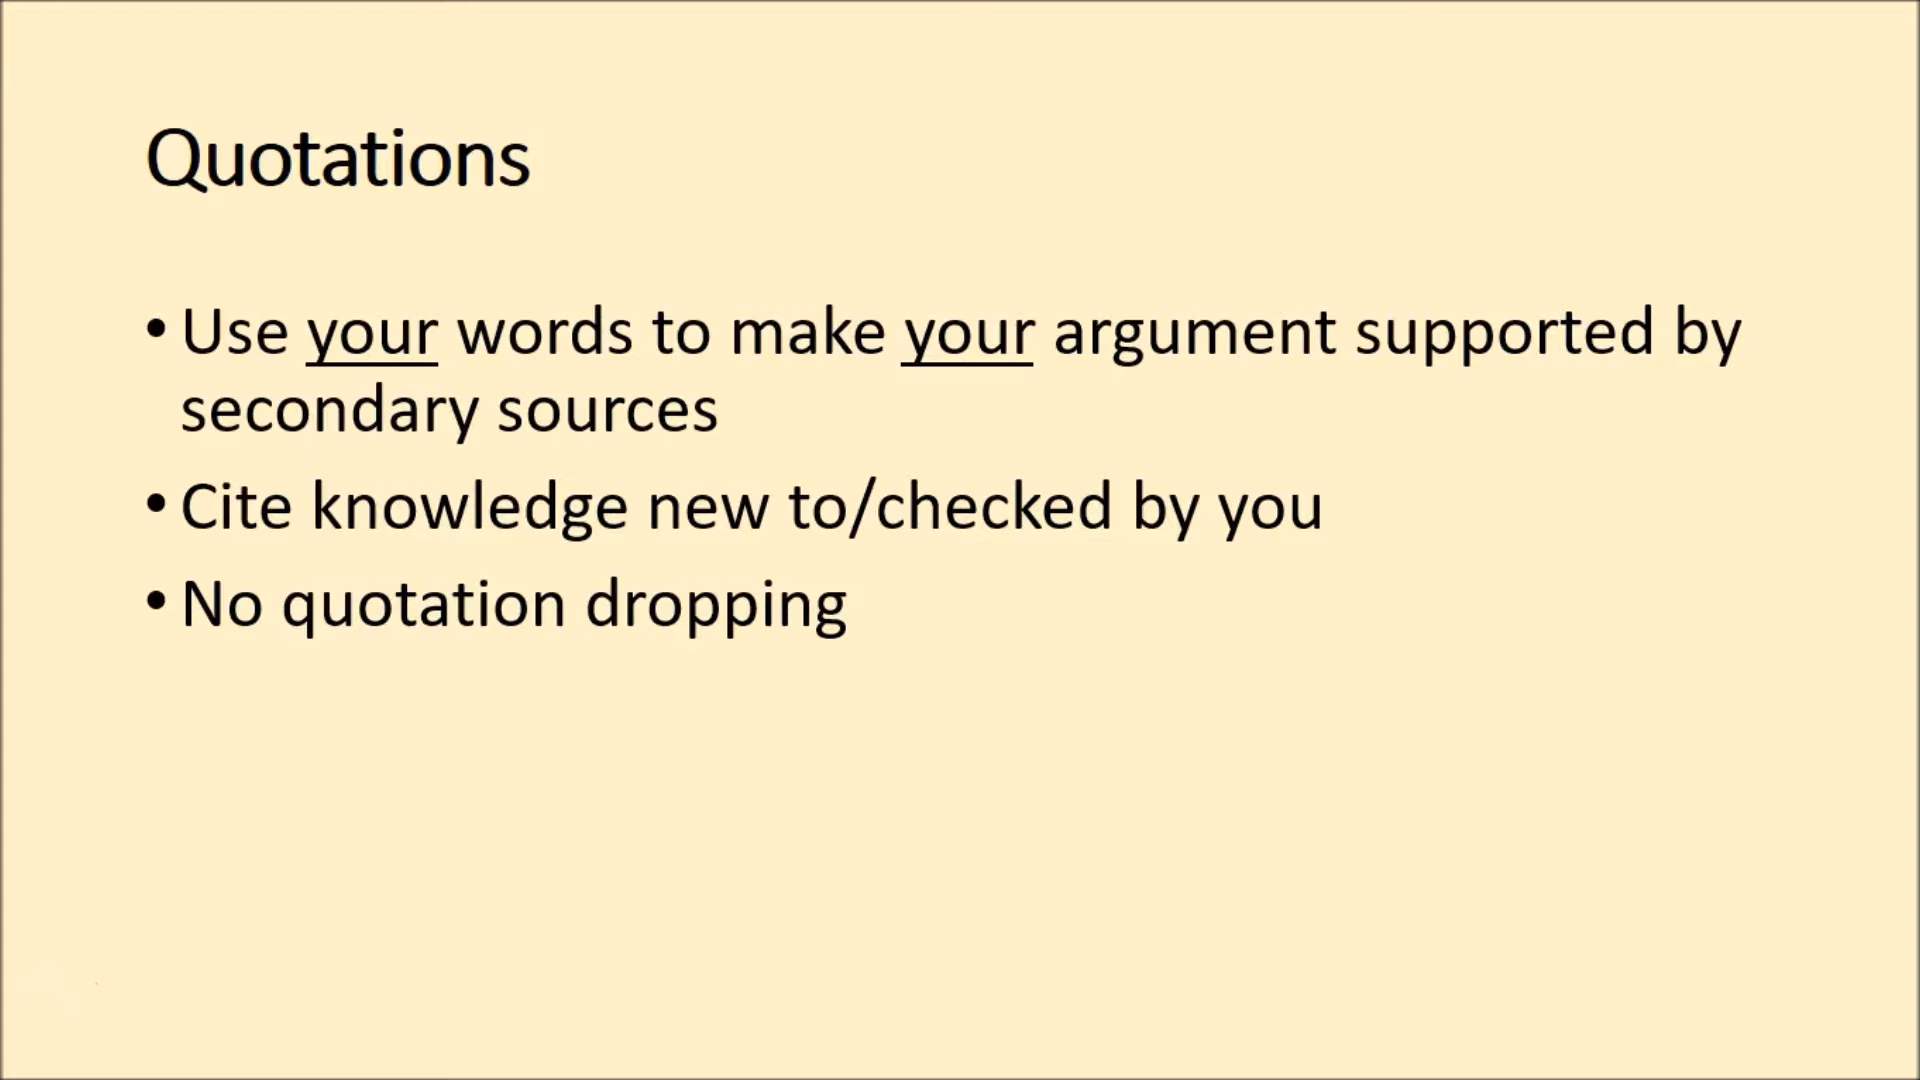 Quotations
• Use your words to make your argument supported by
secondary sources
• Cite knowledge new to/checked by you
• No quotation dropping